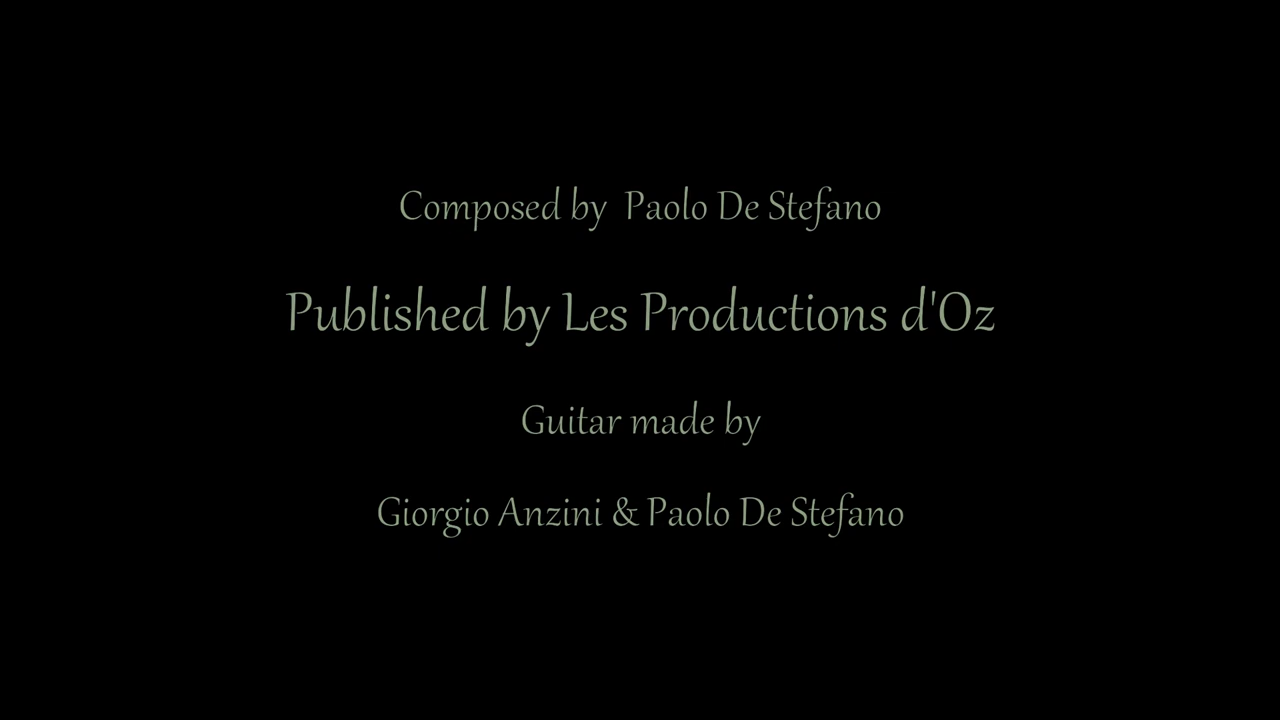 Composed by Paolo De Stefano
Published by Les Productions d'Oz
Guitar made by
Giorgio Anzini & Paolo De Stefano